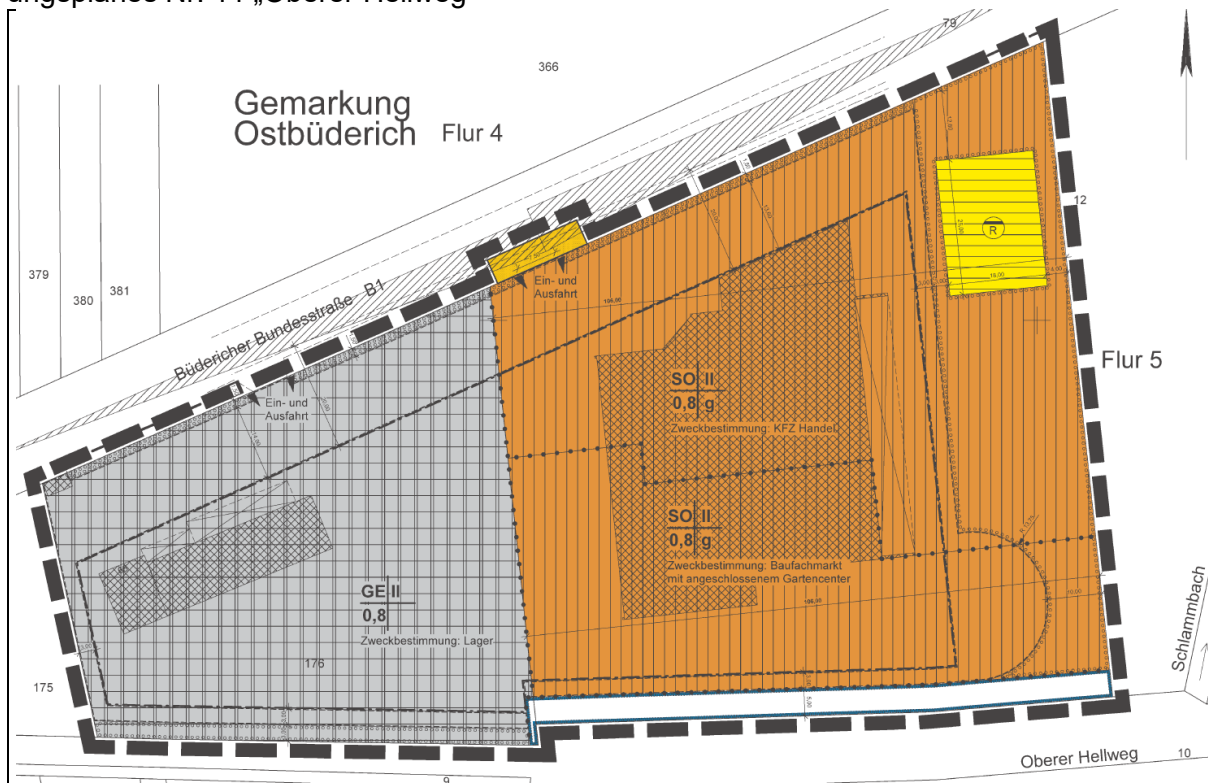 ungsplanes Nr. 14 „Oberer Hellweg“
79
366
Gemarkung
Ostbüderich Flur 4
12
379
380
381
Büdericher Bundesstraße B1
Ein- und
Ausfahrt
R
Flur 5
Ein- und
Ausfahrt
SO II
0,8 g
Zweckbestimmung: KFZ Handel
SO II
0,8 g
Zweckbestimmung: Baufachmarkt
mit angeschlossenem Gartencenter
GE II
0,8
Zweckbestimmung: Lager
176
175
Schlammbach
Oberer Hellweg
10
9